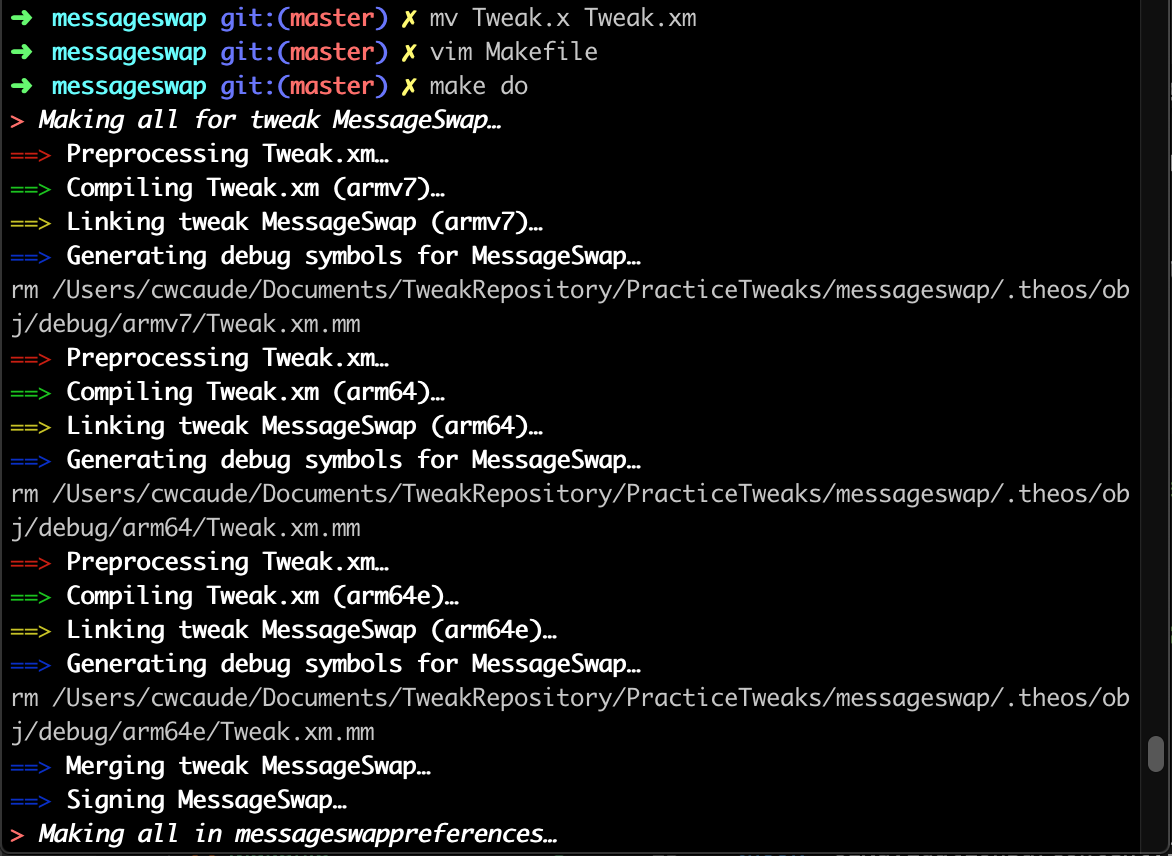 ➜ messageswap git:(master) ✗ mv Tweak.x Tweak.xm
➜ messageswap git:(master) ✗ vim Makefile
➜ messageswap git:(master) ✗ make do
> Making all for tweak MessageSwap…
==> Preprocessing Tweak.xm…
==> Compiling Tweak.xm (armv7)…
==> Linking tweak MessageSwap (armv7)…
==> Generating debug symbols for MessageSwap…
rm /Users/cwcaude/Documents/TweakRepository/PracticeTweaks/messageswap/.theos/ob
j/debug/armv7/Tweak.xm.mm
==> Preprocessing Tweak.xm…
==> Compiling Tweak.xm (arm64)…
==> Linking tweak MessageSwap (arm64)…
==> Generating debug symbols for MessageSwap…
rm /Users/cwcaude/Documents/TweakRepository/PracticeTweaks/messageswap/.theos/ob
j/debug/arm64/Tweak.xm.mm
==> Preprocessing Tweak.xm…
==> Compiling Tweak.xm (arm64e)…
==> Linking tweak MessageSwap (arm64e)…
==> Generating debug symbols for MessageSwap…
rm /Users/cwcaude/Documents/TweakRepository/PracticeTweaks/messageswap/.theos/ob
j/debug/arm64e/Tweak.xm.mm
==> Merging tweak MessageSwap…
==> Signing MessageSwap…
> Making all in messageswappreferences…